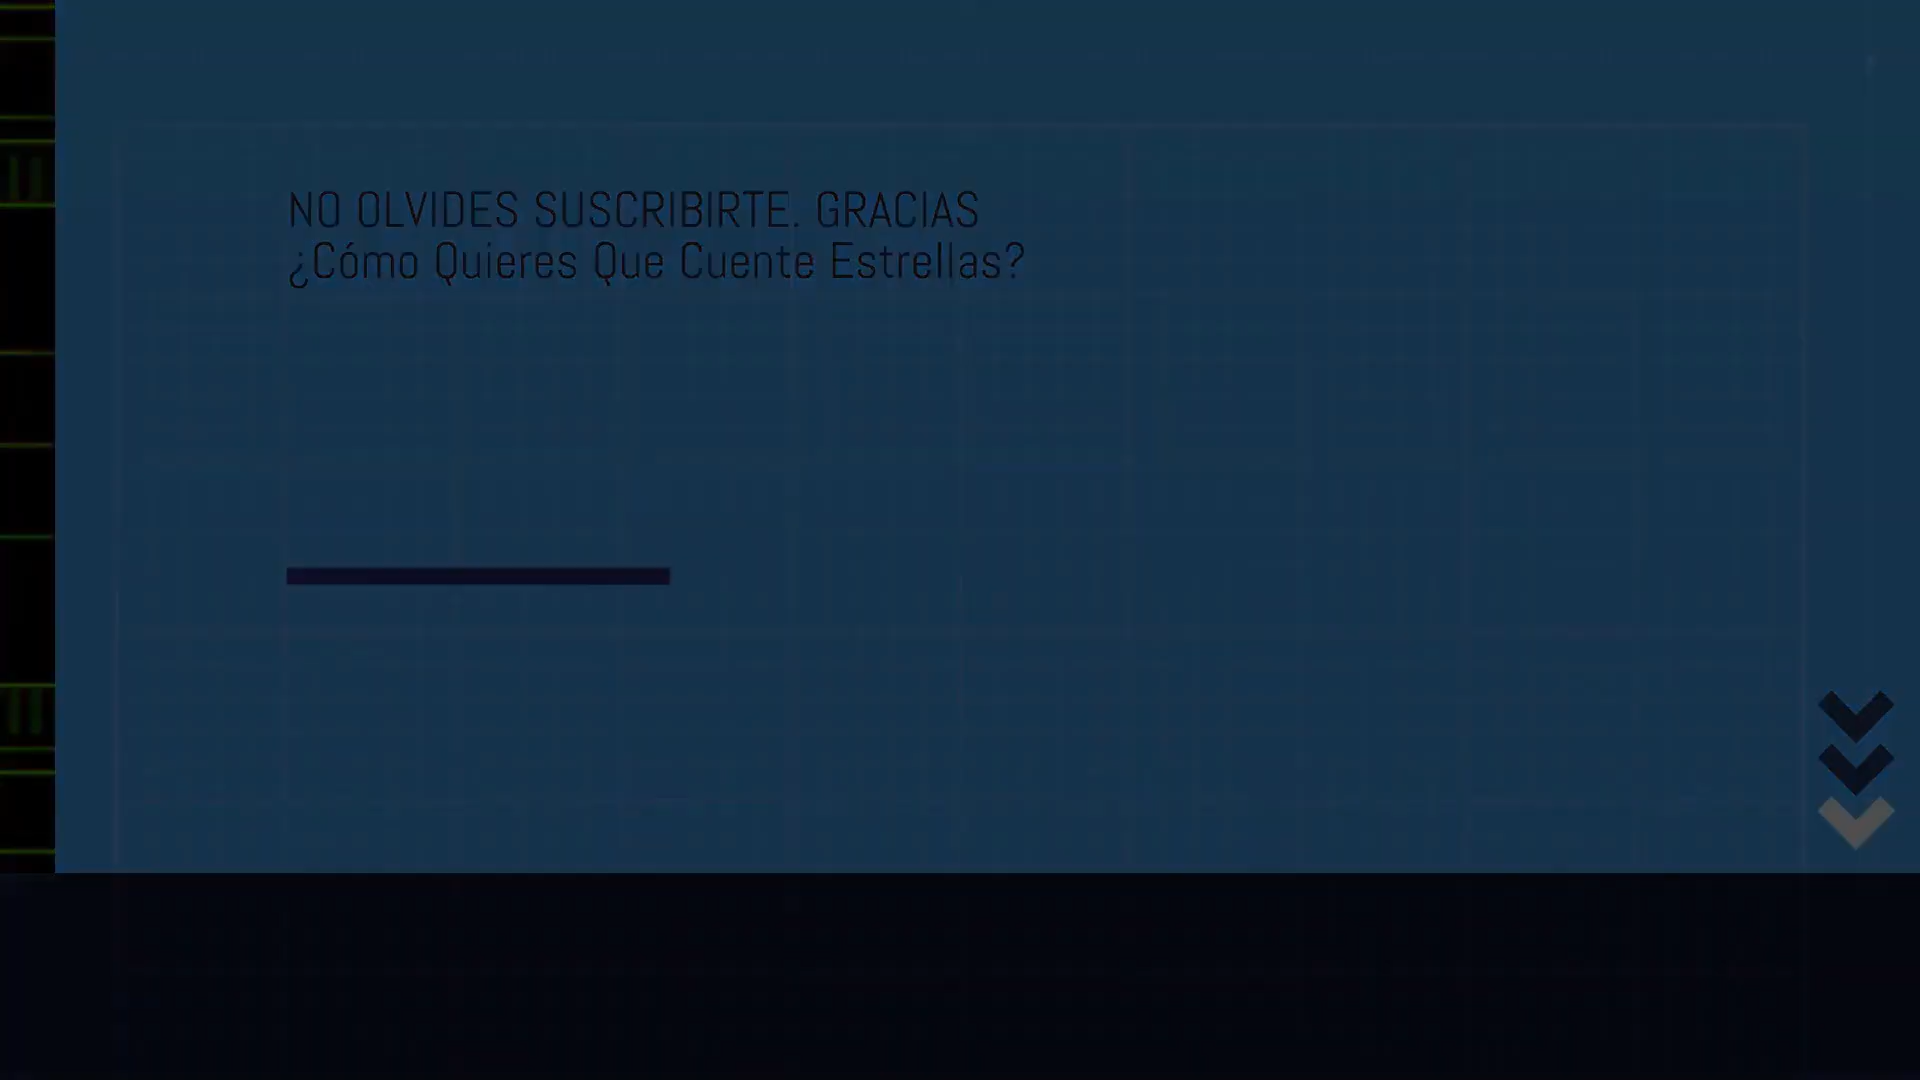 NO OLVIDES SUSCRIBIRTE. GRACIAS
¿Cómo Quieres Que Cuente Estrellas?